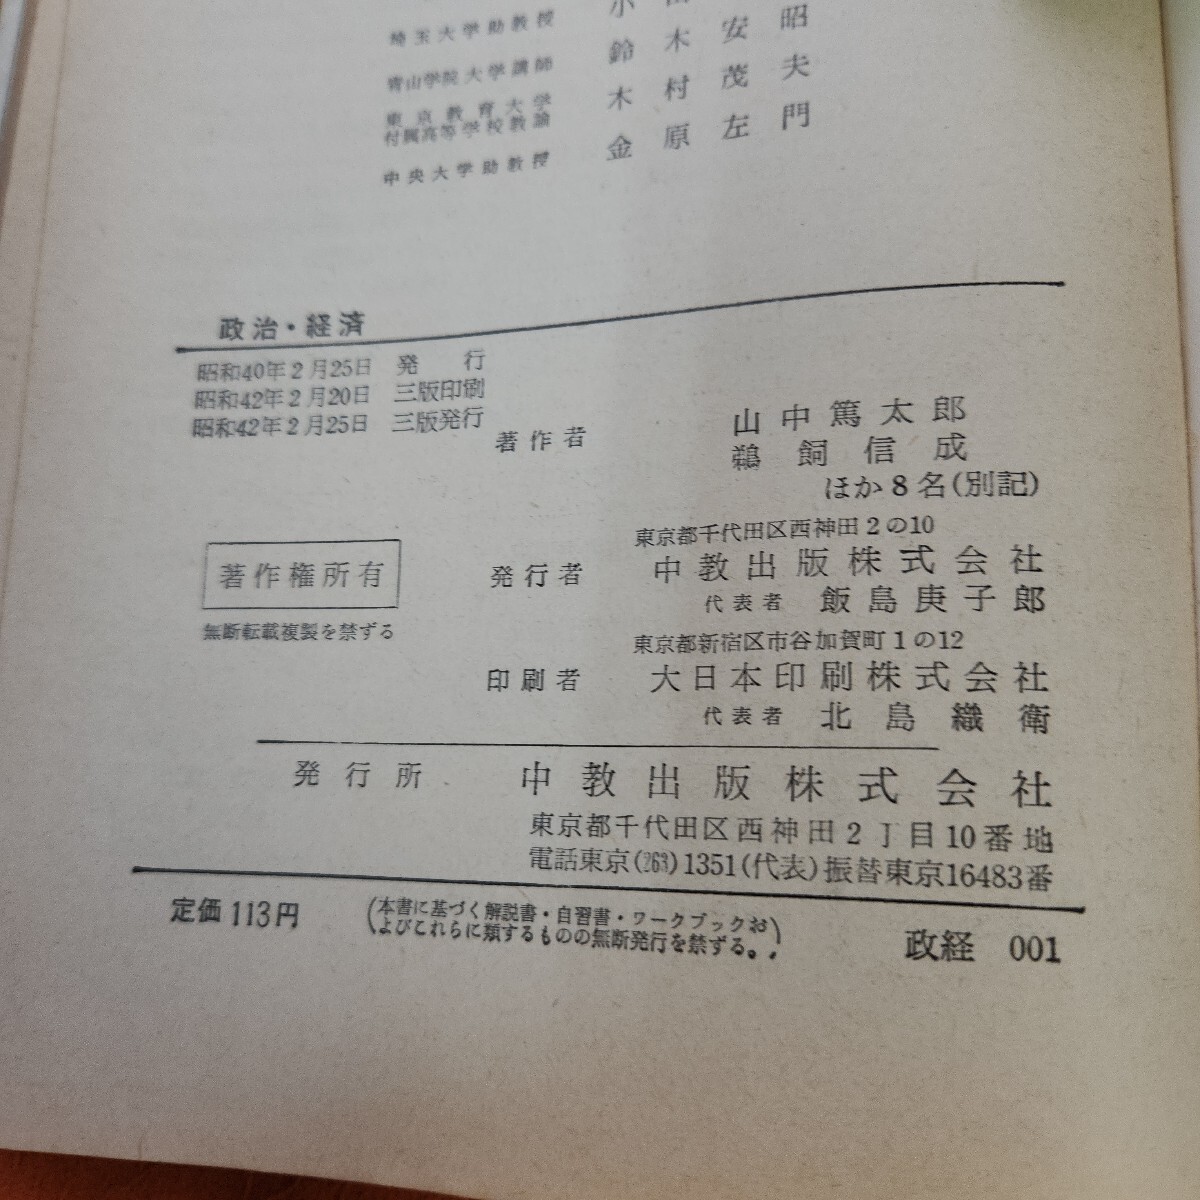 埼玉大学助教授
青山学院大学講師 鈴木安昭
東京教育大学
付属高等学校教諭 木村茂夫
中央大学助教授 金原左門
政治・経済
昭和40年2月25日 発行
昭和42年2月20日 三版印刷
昭和42年2月25日 三版発行
著作者 山中篤太郎
鵜飼信成
ほか8名(別記)
著作権所有
無断転載複製を禁ずる
東京都千代田区西神田2の10
発行者 中教出版株式会社
代表者 飯島庚子郎
東京都新宿区市谷加賀町1の12
印刷者 大日本印刷株式会社
代表者 北島織衛
発行所 中教出版株式会社
東京都千代田区西神田2丁目10番地
電話東京(263)1351(代表)振替東京16483番
定価113円
(本書に基づく解説書・自習書・ワークブックお
よびこれらに類するものの無断発行を禁ずる。)
政経 001